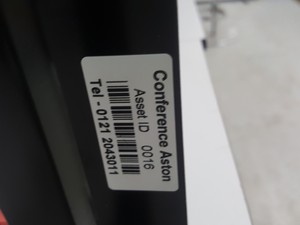 Conference Aston
Asset ID 0016
Tel - 0121 2043011